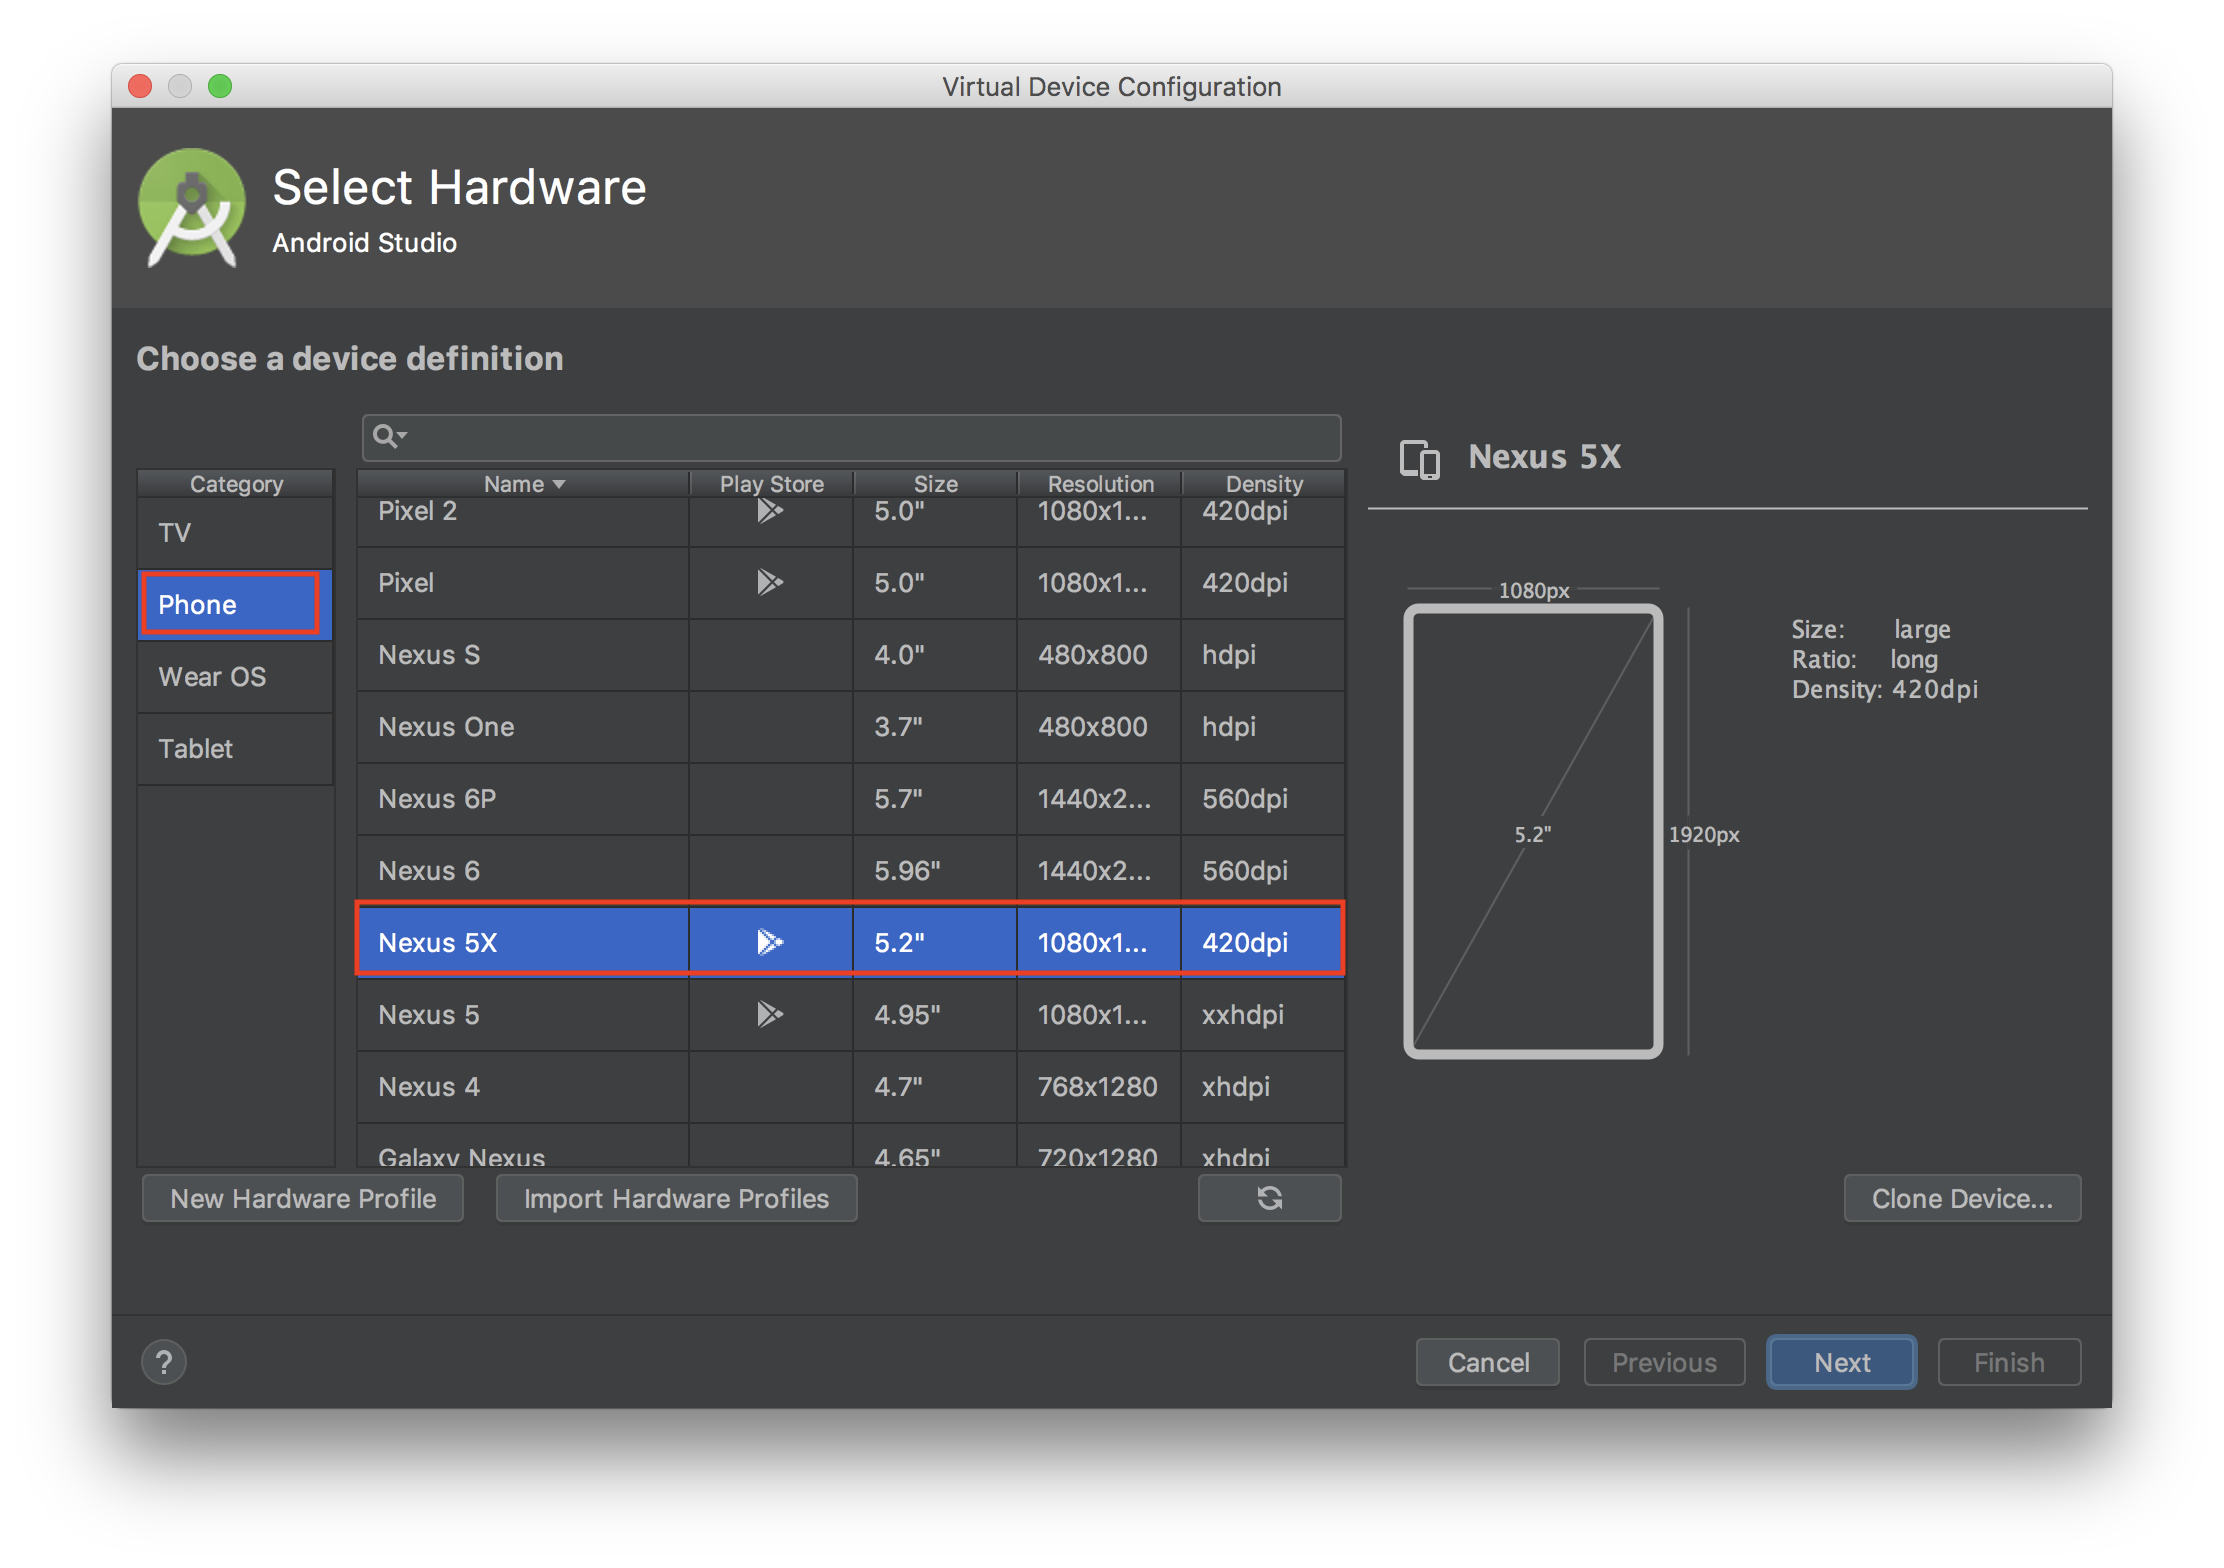 Virtual Device Configuration
Select Hardware
Android Studio
Choose a device definition
Category
TV
Phone
Wear OS
Tablet
Name Play Store Size Resolution Density
Pixel 2 5.0" 1080x1... 420dpi
Pixel 5.0" 1080x1... 420dpi
Nexus S 4.0" 480x800 hdpi
Nexus One 3.7" 480x800 hdpi
Nexus 6P 5.7" 1440x2... 560dpi
Nexus 6 5.96" 1440x2... 560dpi
Nexus 5X 5.2" 1080x1... 420dpi
Nexus 5 4.95" 1080x1... xxhdpi
Nexus 4 4.7" 768x1280 xhdpi
Galaxy Nexus 4.65" 720x1280 xhdpi
Nexus 5X
1080px
5.2"
1920px
Size: large
Ratio: long
Density: 420dpi
New Hardware Profile
Import Hardware Profiles
Clone Device...
?
Cancel
Previous
Next
Finish